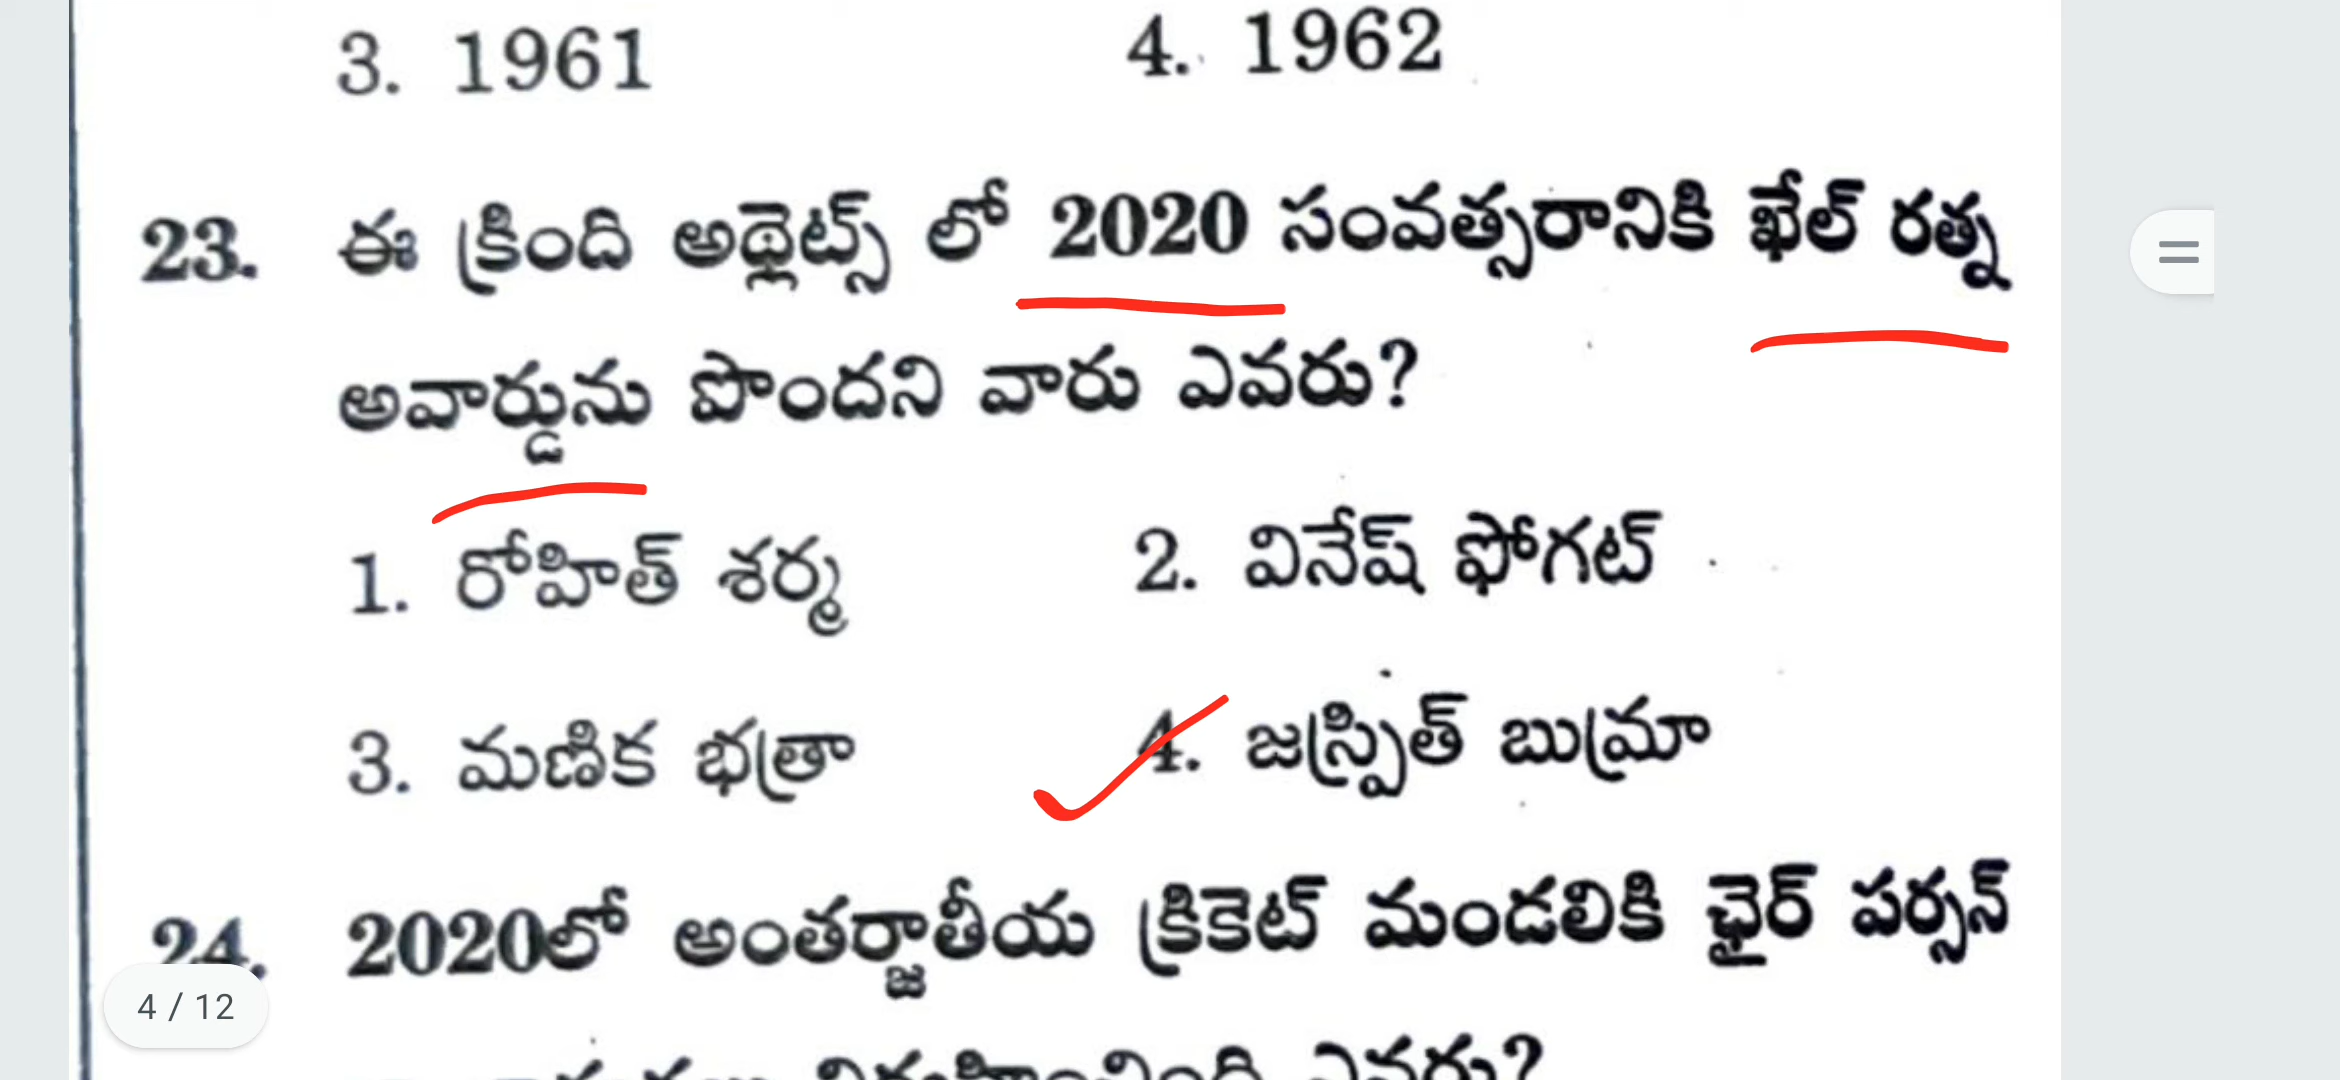 3. 1961 4. 1962
23. ఈ క్రింది అథ్లెట్స్ లో 2020 సంవత్సరానికి ఖేల్ రత్న
అవార్డును పొందని వారు ఎవరు?
1. రోహిత్ శర్మ 2. వినేష్ ఫోగట్
3. మణిక భత్రా 4. జస్ప్రిత్ బుమ్రా
24. 2020లో అంతర్జాతీయ క్రికెట్ మండలికి ఛైర్ పర్సన్
ఎవరు?
4 / 12